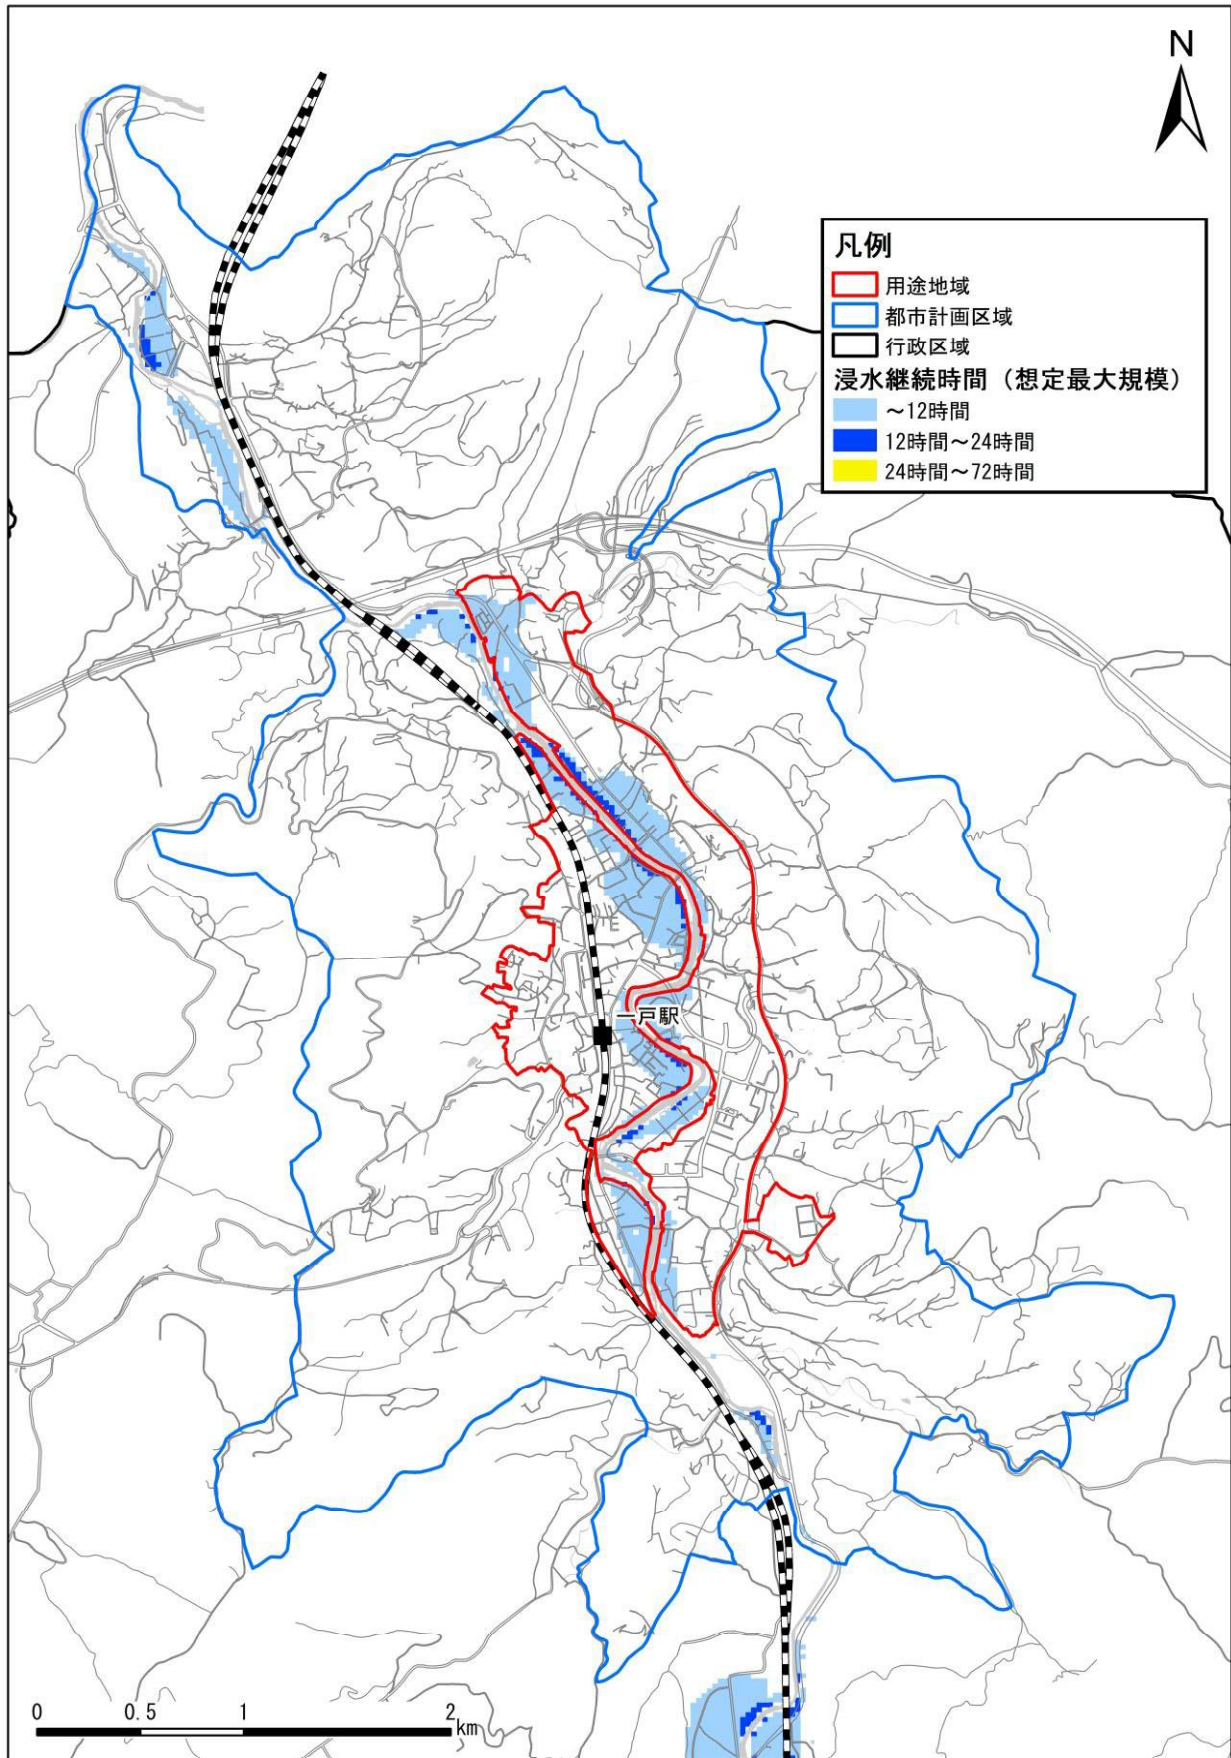 N
凡例
用途地域
都市計画区域
行政区域
浸水継続時間（想定最大規模）
～12時間
12時間～24時間
24時間～72時間
一戸駅
0 0.5 1 2
km